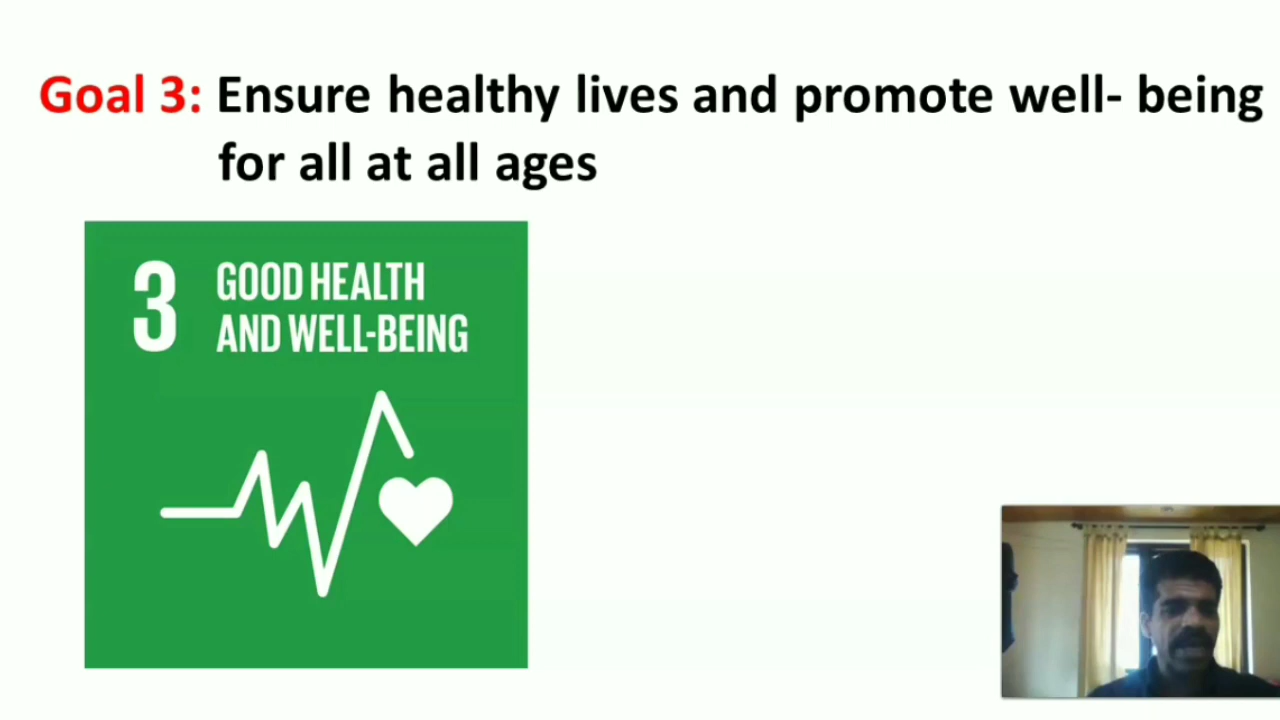 Goal 3: Ensure healthy lives and promote well- being
for all at all ages
3 GOOD HEALTH
AND WELL-BEING